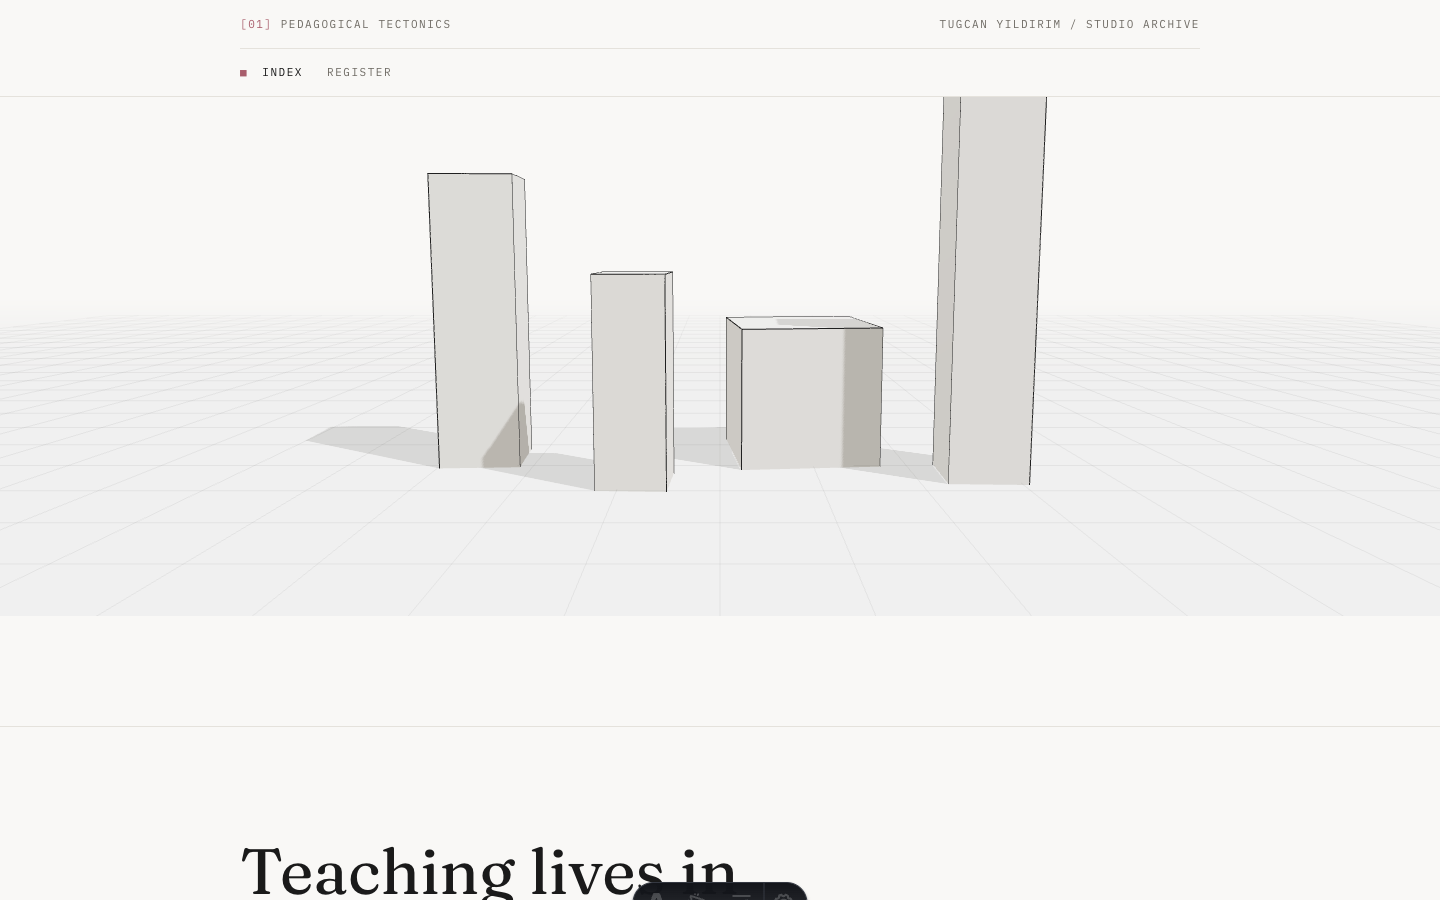 [01] PEDAGOGICAL TECTONICS
TUGCAN YILDIRIM / STUDIO ARCHIVE
INDEX REGISTER
Teaching lives in